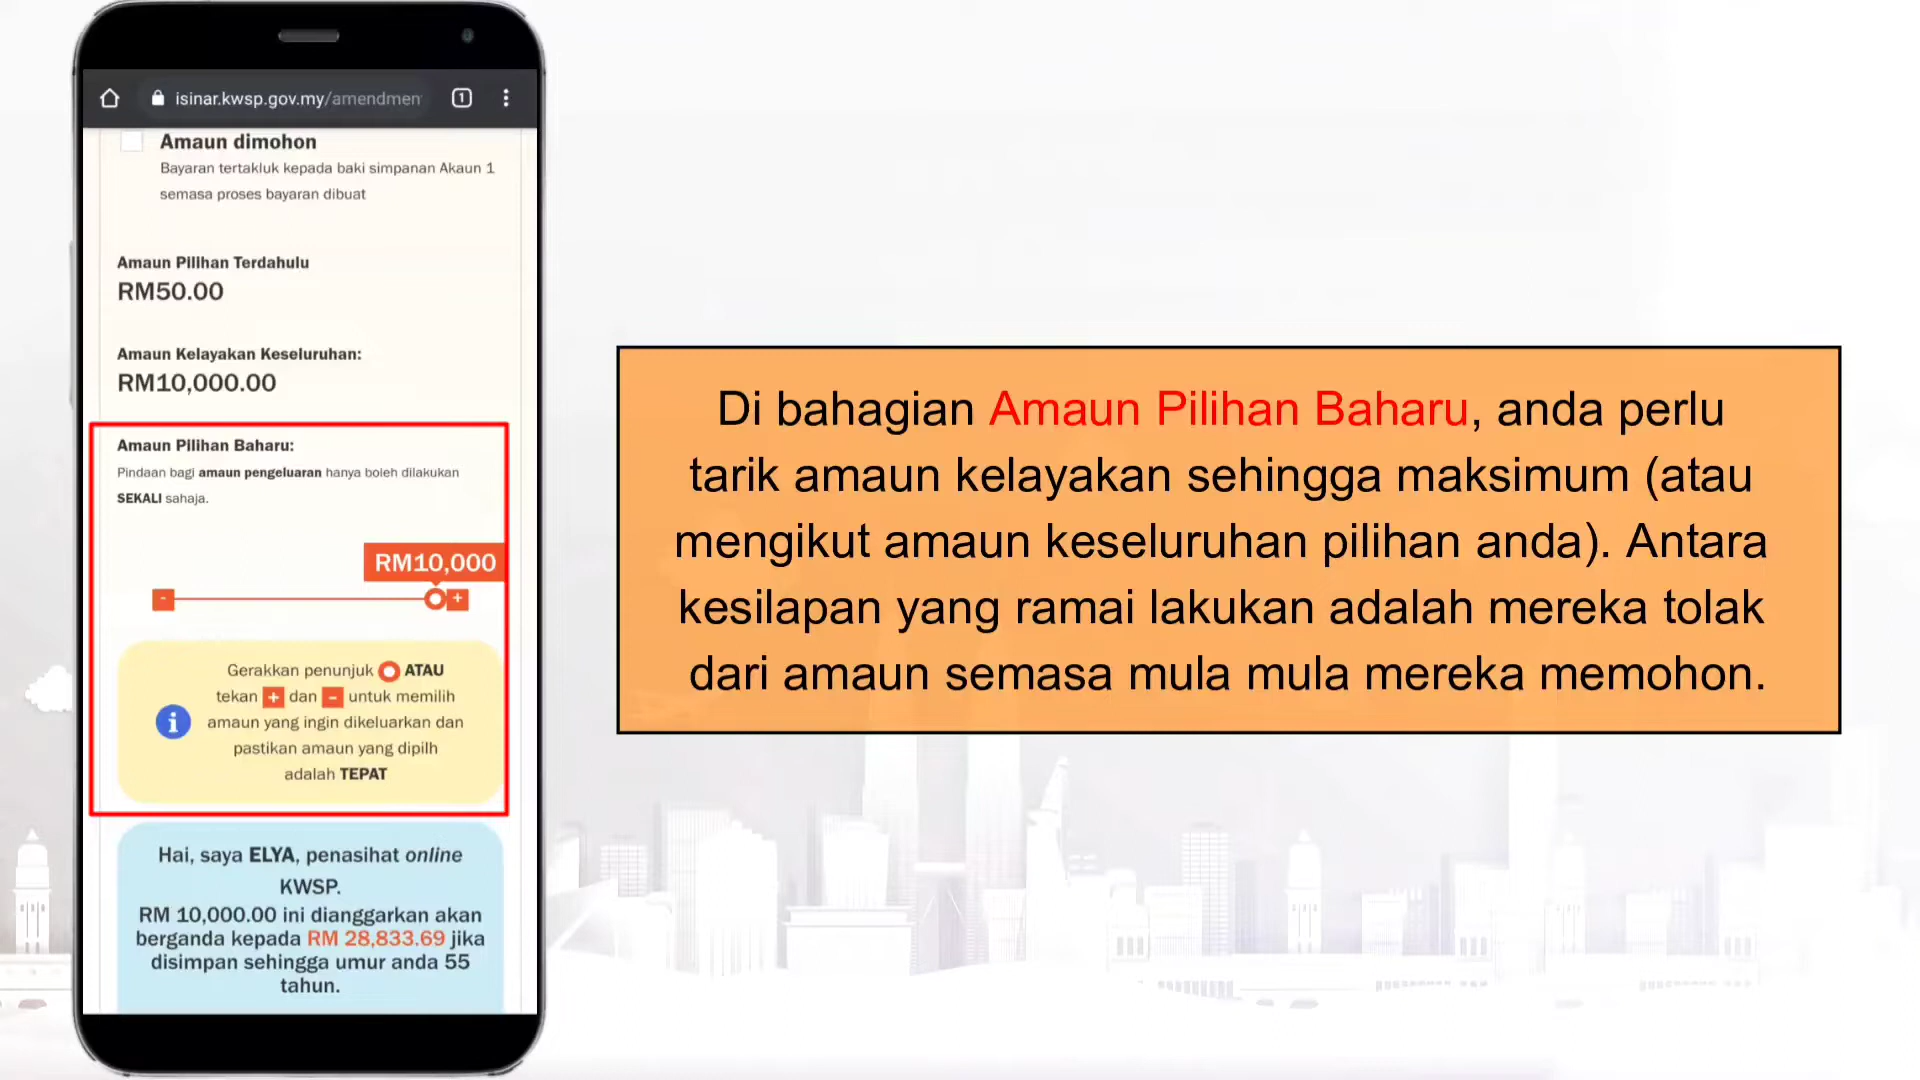 isinar.kwsp.gov.my/amendmen
1
Amaun dimohon
Bayaran tertakluk kepada baki simpanan Akaun 1
semasa proses bayaran dibuat
Amaun Pilihan Terdahulu
RM50.00
Amaun Kelayakan Keseluruhan:
RM10,000.00
Amaun Pilihan Baharu:
Pindaan bagi amaun pengeluaran hanya boleh dilakukan
SEKALI sahaja.
RM10,000
- +
Gerakkan penunjuk ATAU
tekan + dan - untuk memilih
amaun yang ingin dikeluarkan dan
pastikan amaun yang dipilh
adalah TEPAT
i
Hai, saya ELYA, penasihat online
KWSP.
RM 10,000.00 ini dianggarkan akan
berganda kepada RM 28,833.69 jika
disimpan sehingga umur anda 55
tahun.
Di bahagian Amaun Pilihan Baharu, anda perlu
tarik amaun kelayakan sehingga maksimum (atau
mengikut amaun keseluruhan pilihan anda). Antara
kesilapan yang ramai lakukan adalah mereka tolak
dari amaun semasa mula mula mereka memohon.